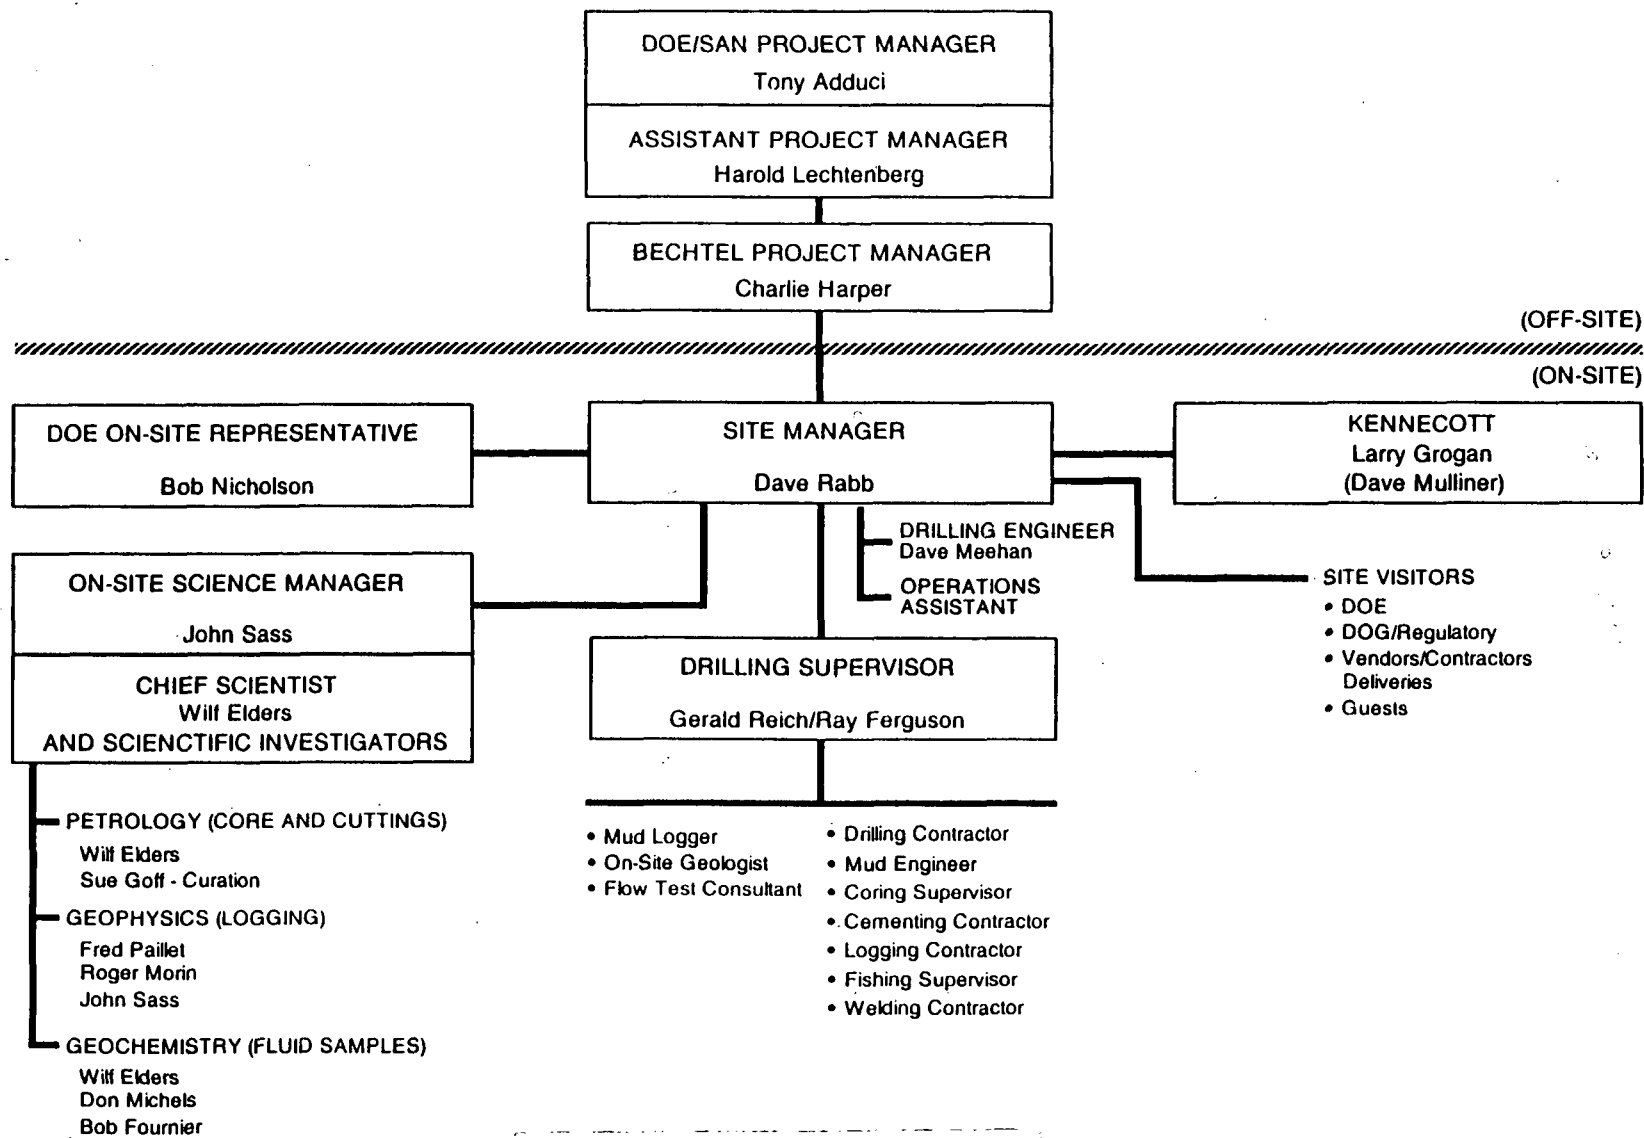 DOE/SAN PROJECT MANAGER
Tony Adduci
ASSISTANT PROJECT MANAGER
Harold Lechtenberg
BECHTEL PROJECT MANAGER
Charlie Harper
(OFF-SITE)
(ON-SITE)
DOE ON-SITE REPRESENTATIVE
Bob Nicholson
SITE MANAGER
Dave Rabb
KENNECOTT
Larry Grogan
(Dave Mulliner)
DRILLING ENGINEER
Dave Meehan
OPERATIONS
ASSISTANT
SITE VISITORS
• DOE
• DOG/Regulatory
• Vendors/Contractors
Deliveries
• Guests
ON-SITE SCIENCE MANAGER
John Sass
CHIEF SCIENTIST
Wilf Elders
AND SCIENCTIFIC INVESTIGATORS
DRILLING SUPERVISOR
Gerald Reich/Ray Ferguson
PETROLOGY (CORE AND CUTTINGS)
Wilf Elders
Sue Goff - Curation
GEOPHYSICS (LOGGING)
Fred Paillet
Roger Morin
John Sass
GEOCHEMISTRY (FLUID SAMPLES)
Wilf Elders
Don Michels
Bob Fournier
• Mud Logger
• On-Site Geologist
• Flow Test Consultant
• Drilling Contractor
• Mud Engineer
• Coring Supervisor
• Cementing Contractor
• Logging Contractor
• Fishing Supervisor
• Welding Contractor